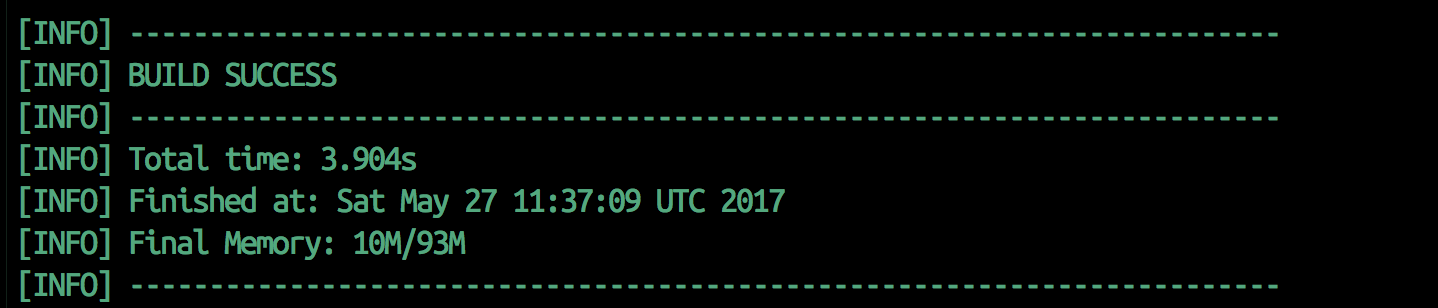 [INFO] ------------------------------------------------------------------------
[INFO] BUILD SUCCESS
[INFO] ------------------------------------------------------------------------
[INFO] Total time: 3.904s
[INFO] Finished at: Sat May 27 11:37:09 UTC 2017
[INFO] Final Memory: 10M/93M
[INFO] ------------------------------------------------------------------------